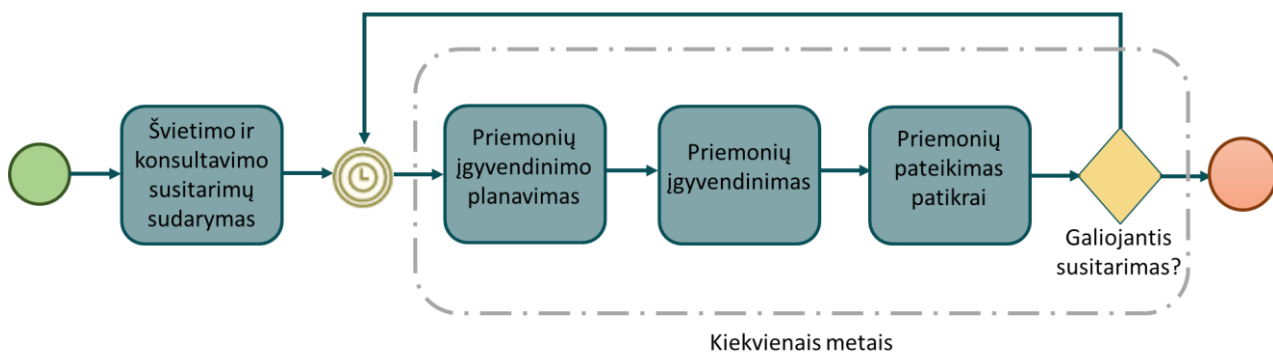 Švietimo ir
konsultavimo
susitarimų
sudarymas
Priemonių
įgyvendinimo
planavimas
Priemonių
įgyvendinimas
Priemonių
pateikimas
patikrai
Galiojantis
susitarimas?
Kiekvienais metais